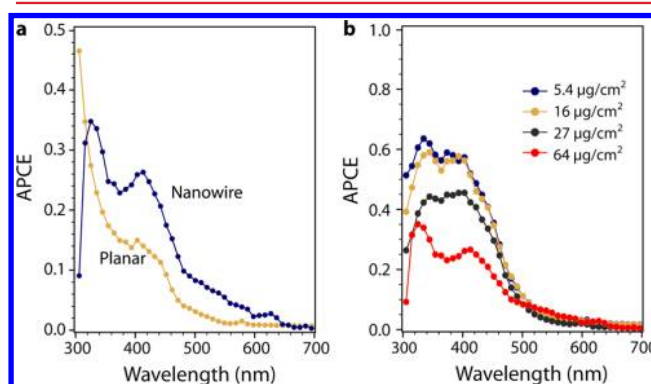 a
0.5
0.4
0.3
0.2
0.1
0.0
APCE
Nanowire
Planar
300 400 500 600 700
Wavelength (nm)
b
1.0
0.8
0.6
0.4
0.2
0.0
APCE
5.4 µg/cm²
16 µg/cm²
27 µg/cm²
64 µg/cm²
300 400 500 600 700
Wavelength (nm)